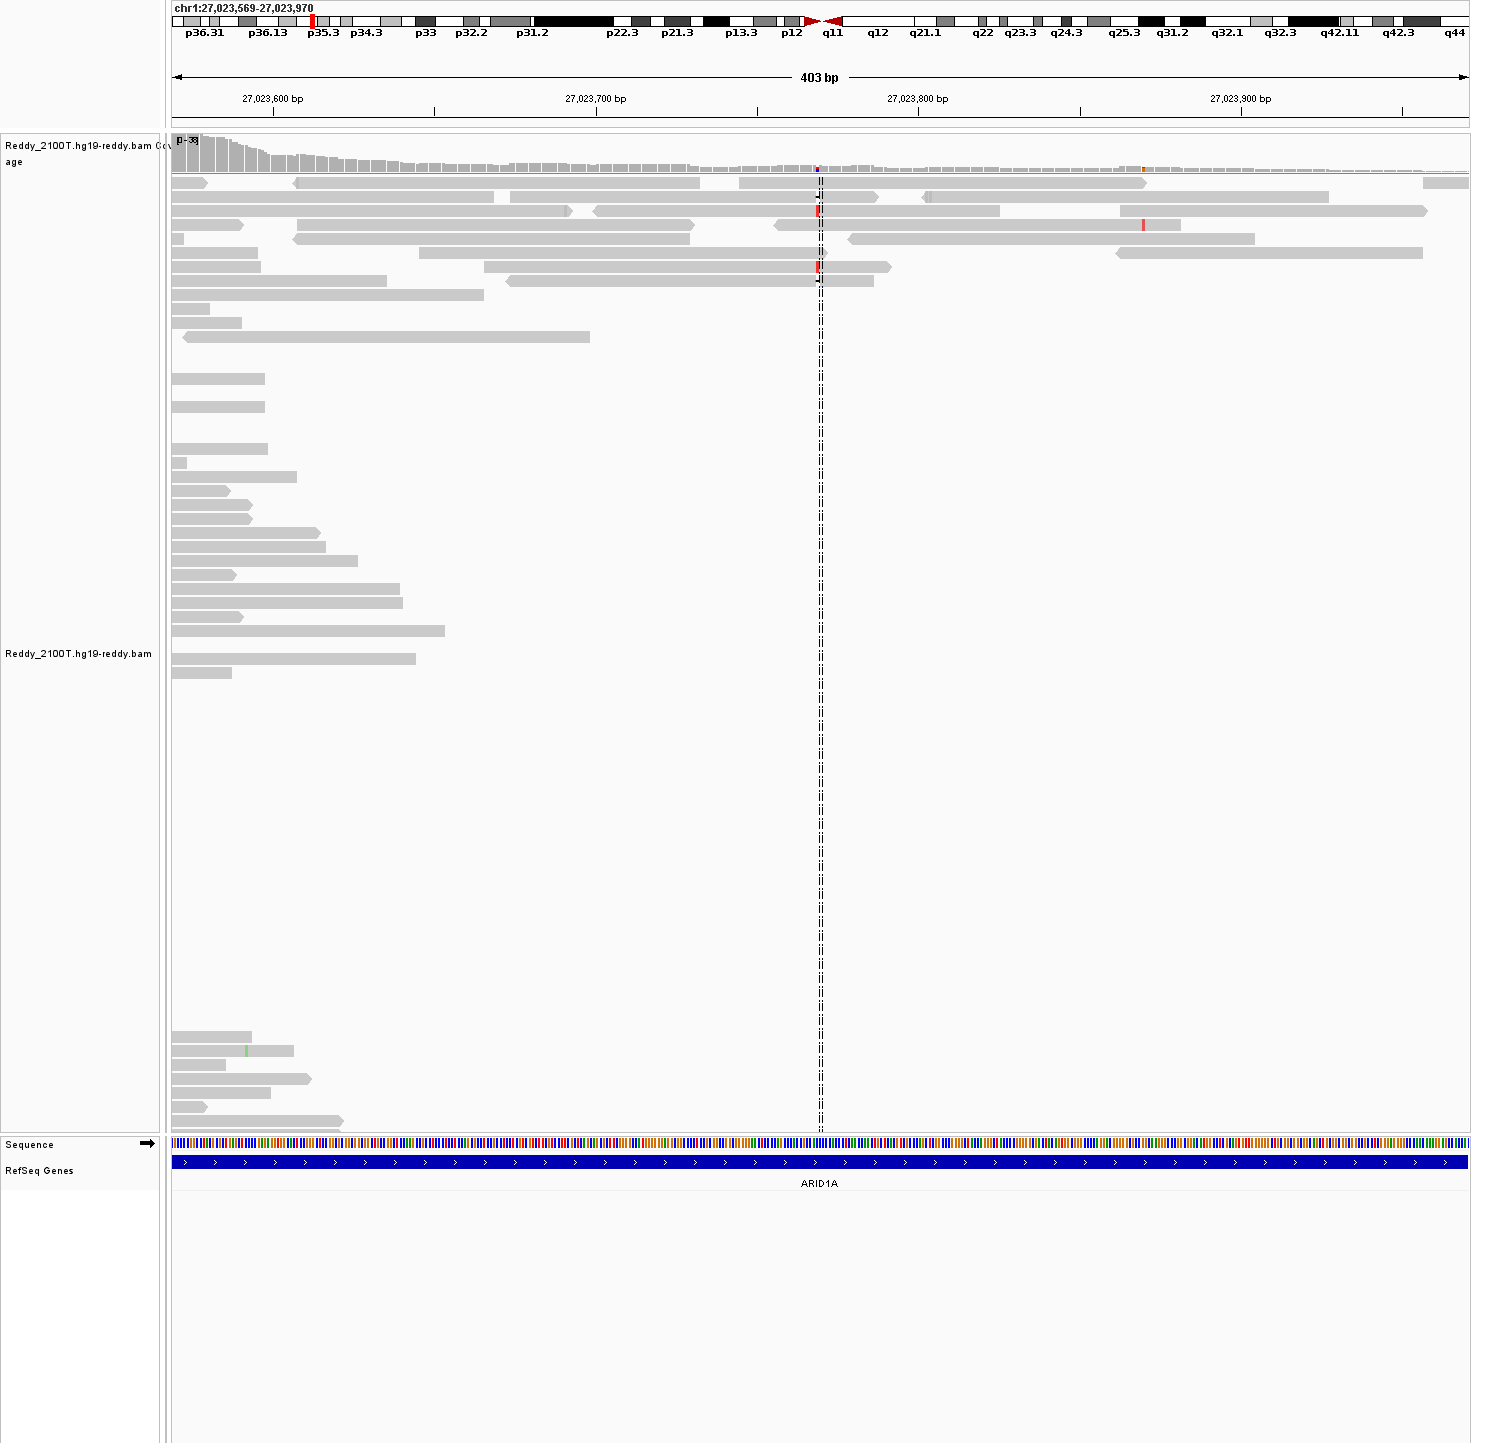 chr1:27,023,569-27,023,970
p36.31 p36.13 p35.3 p34.3 p33 p32.2 p31.2 p22.3 p21.3 p13.3 p12 q11 q12 q21.1 q22 q23.3 q24.3 q25.3 q31.2 q32.1 q32.3 q42.11 q42.3 q44
403 bp
27,023,600 bp 27,023,700 bp 27,023,800 bp 27,023,900 bp
[0 - 38]
Reddy_2100T.hg19-reddy.bam Cov
age
Reddy_2100T.hg19-reddy.bam
Sequence
RefSeq Genes
ARID1A